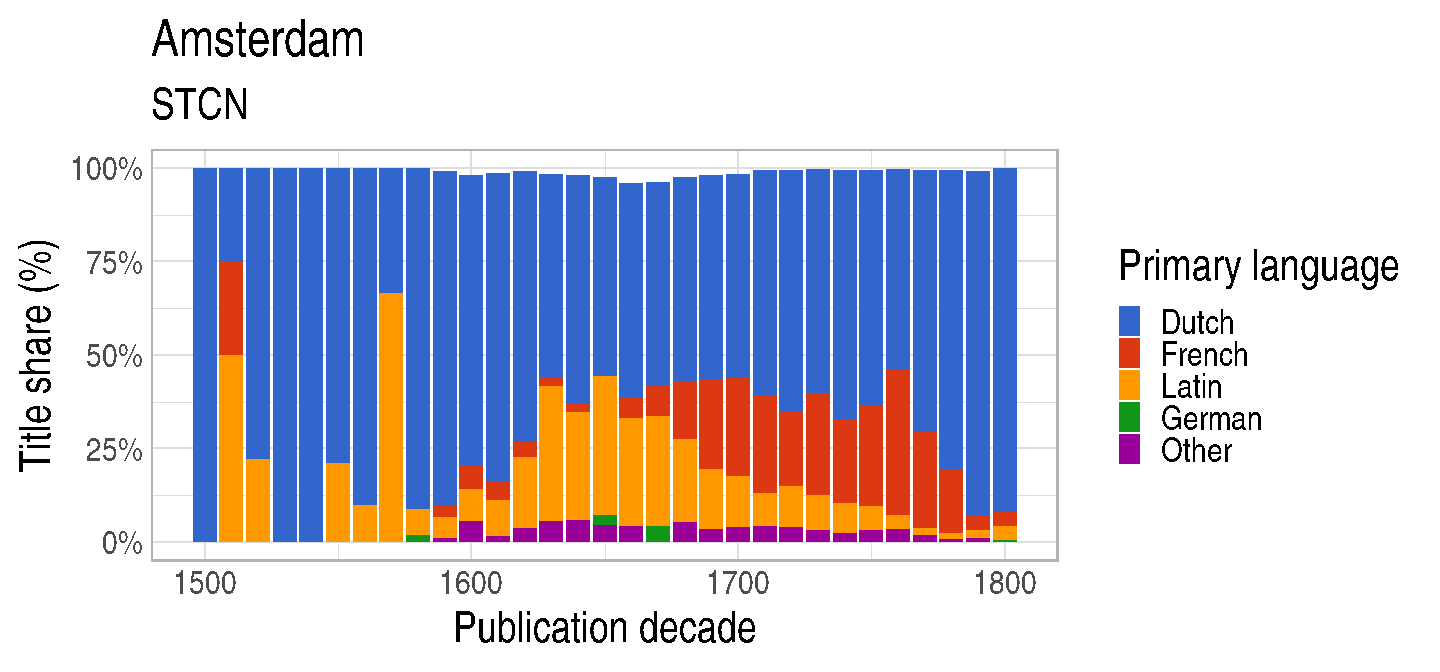 Amsterdam
STCN
100%
75%
50%
25%
0%
Title share (%)
1500 1600 1700 1800
Publication decade
Primary language
Dutch
French
Latin
German
Other